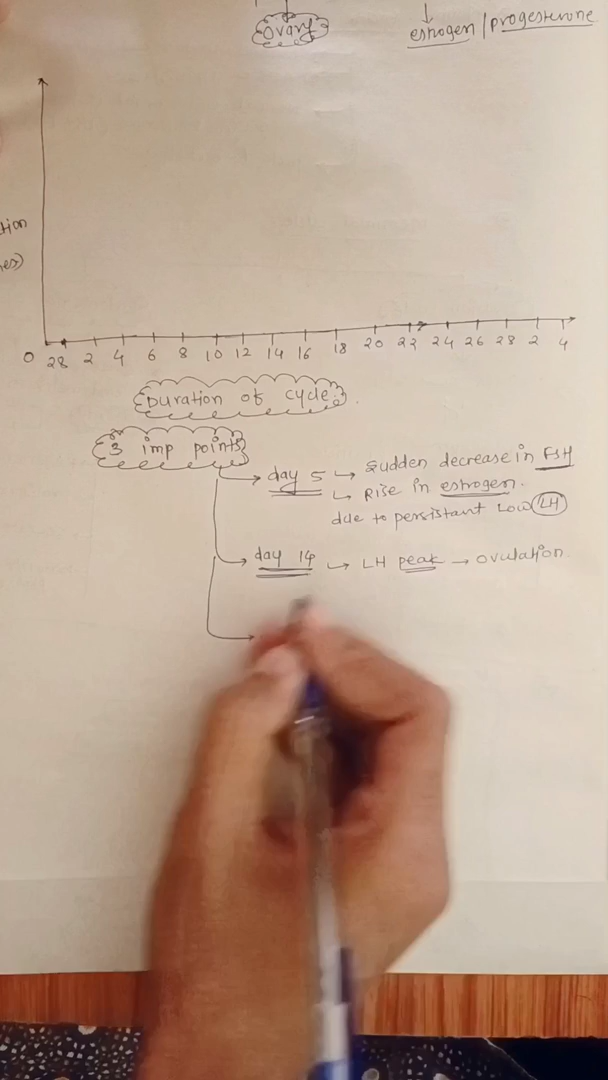 Ovary
estrogen / progesterone
tion
es)
0 28 2 4 6 8 10 12 14 16 18 20 22 24 26 28 2 4
Duration of cycle.
3 imp points
day 5 → Sudden decrease in FSH
↳ Rise in estrogen.
due to persistant Low LH
day 14 → LH peak → ovulation.